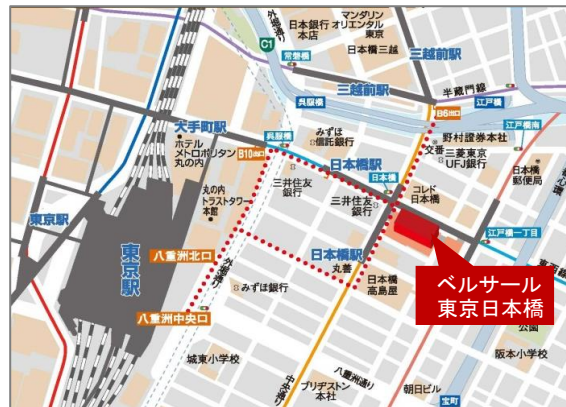 外堀通り
C1
日本銀行
本店
マンダリン
オリエンタル
東京
日本橋三越
常盤橋
三越前駅
三越前駅
半蔵門線
呉服橋
B6出口
江戸橋
江戸橋南
大手町駅
B10出口
呉服橋
みずほ
信託銀行
交番
野村證券本社
三菱東京
UFJ銀行
日本橋
郵便局
ホテル
メトロポリタン
丸の内
日本橋駅
日本橋
コレド
日本橋
三井住友
銀行
三井住友
銀行
丸の内
トラストタワー
本館
東京駅
東京駅
八重洲北口
外堀通り
日本橋駅
丸善
江戸橋一丁目
東西線
みずほ銀行
日本橋
高島屋
ベルサール
東京日本橋
八重洲中央口
公園
城東小学校
八重洲通り
阪本小学校
中央通り
ブリヂストン
本社
朝日ビル
宝町